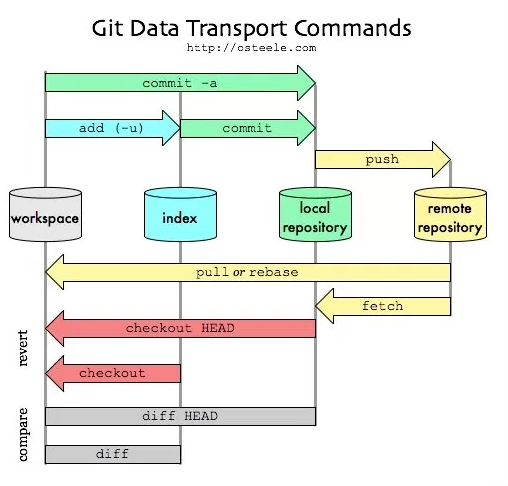 Git Data Transport Commands
http://osteele.com
commit -a
add (-u)
commit
push
workspace
index
local
repository
remote
repository
pull or rebase
fetch
revert
checkout HEAD
checkout
compare
diff HEAD
diff